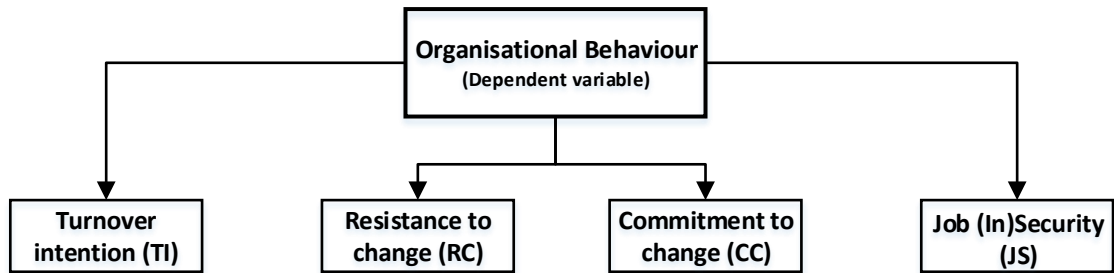 Organisational Behaviour
(Dependent variable)
Turnover
intention (TI)
Resistance to
change (RC)
Commitment to
change (CC)
Job (In)Security
(JS)